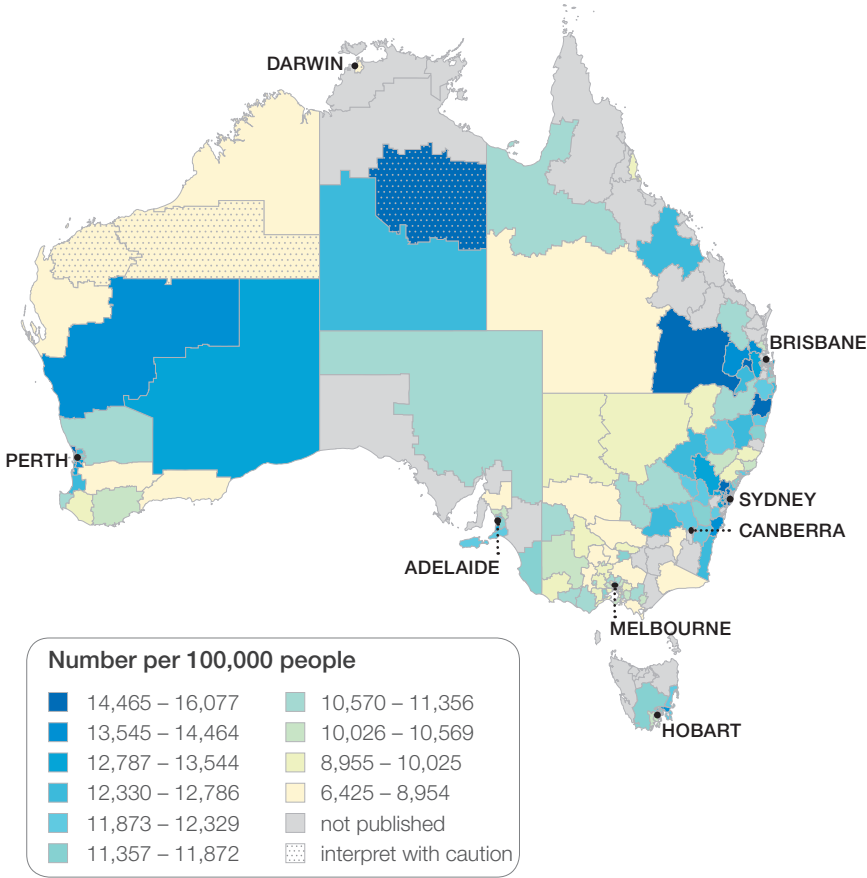 DARWIN
BRISBANE
PERTH
SYDNEY
CANBERRA
ADELAIDE
MELBOURNE
HOBART
Number per 100,000 people
14,465 – 16,077
13,545 – 14,464
12,787 – 13,544
12,330 – 12,786
11,873 – 12,329
11,357 – 11,872
10,570 – 11,356
10,026 – 10,569
8,955 – 10,025
6,425 – 8,954
not published
interpret with caution